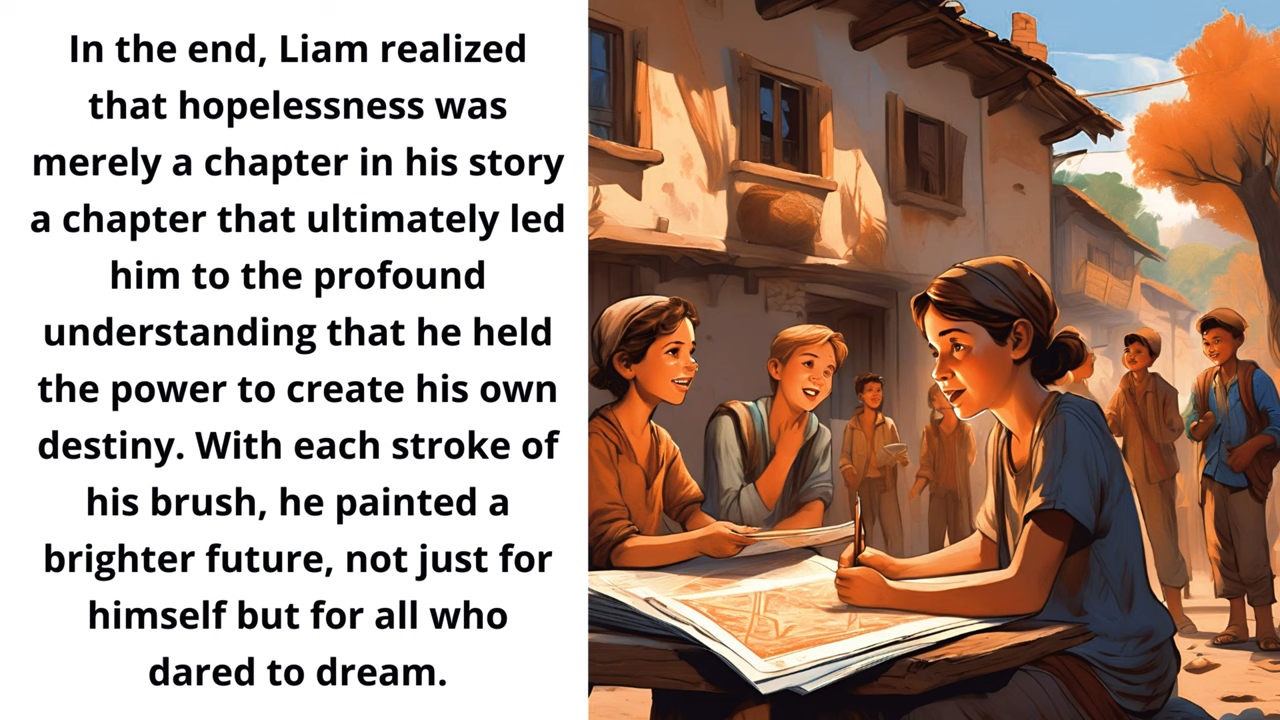 In the end, Liam realized
that hopelessness was
merely a chapter in his story
a chapter that ultimately led
him to the profound
understanding that he held
the power to create his own
destiny. With each stroke of
his brush, he painted a
brighter future, not just for
himself but for all who
dared to dream.